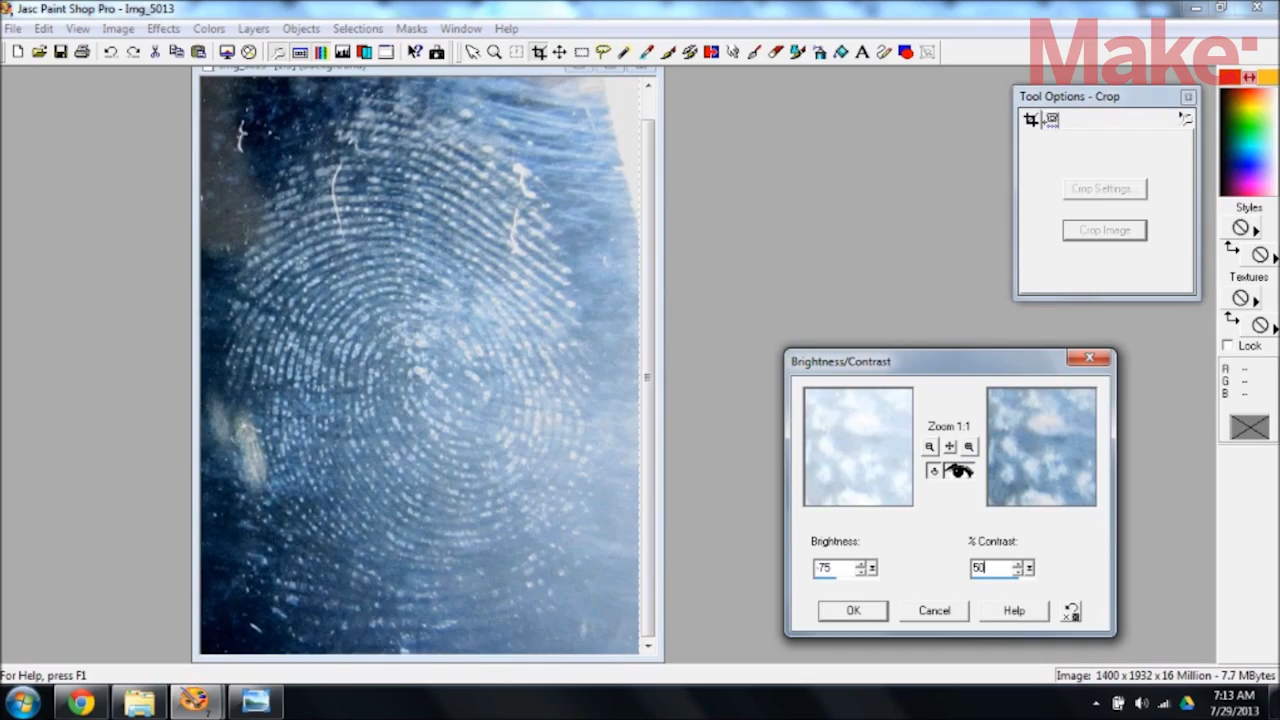 Jasc Paint Shop Pro - Img_5013
File Edit View Image Effects Colors Layers Objects Selections Masks Window Help
Make:
Tool Options - Crop
Crop Settings...
Crop Image
Styles
Textures
Lock
R --
G --
B --
Brightness/Contrast
Zoom 1:1
Brightness:
% Contrast:
-75
50
OK
Cancel
Help
For Help, press F1
Image: 1400 x 1932 x 16 Million - 7.7 MBytes
7:13 AM
7/29/2013